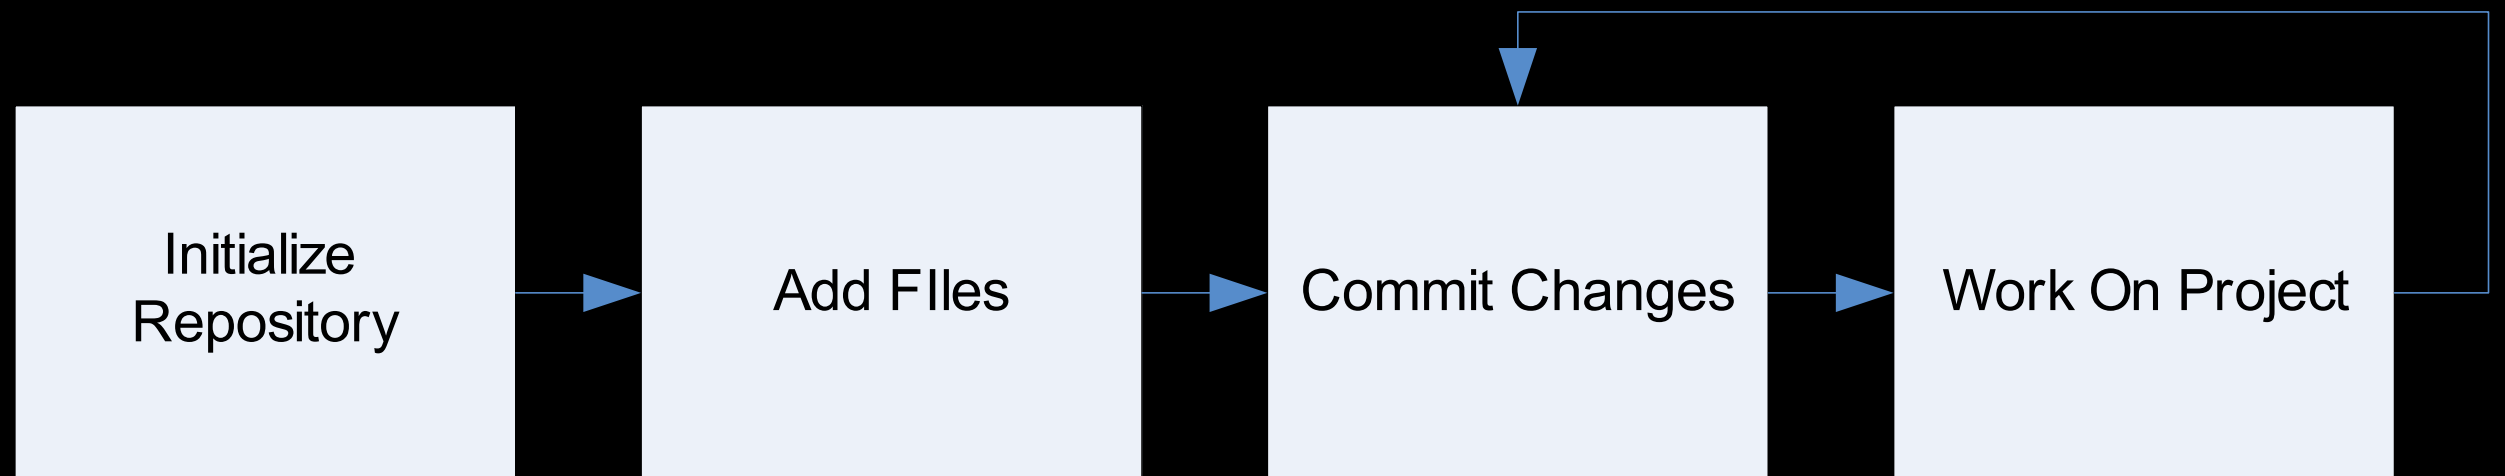 Initialize
Repository
Add FIles
Commit Changes
Work On Project